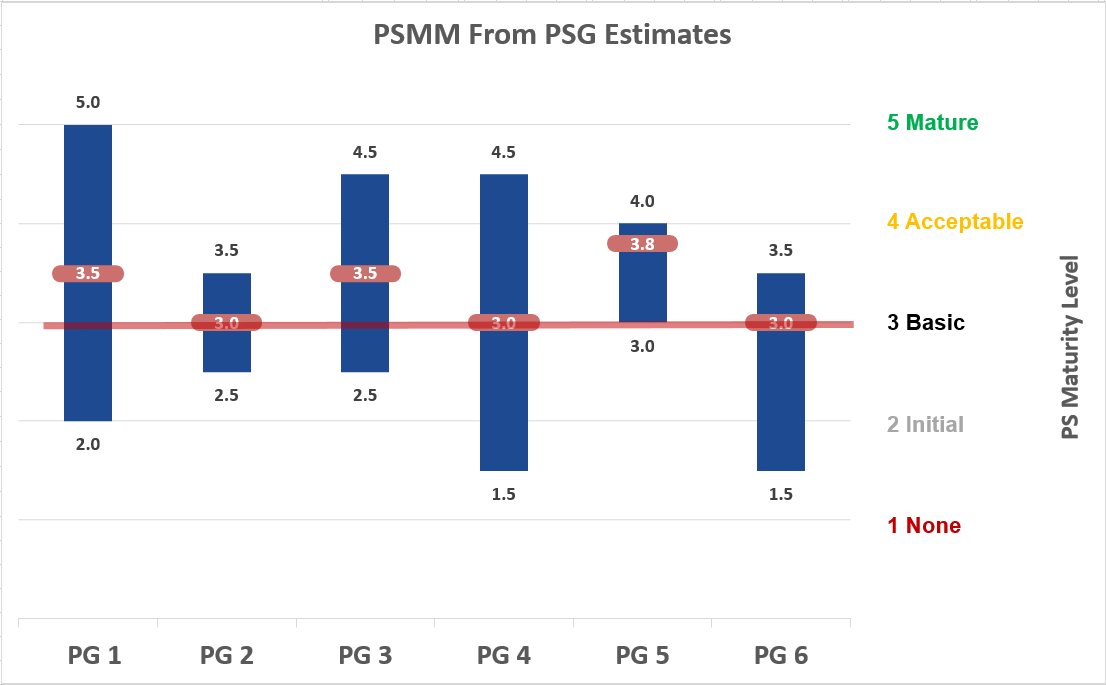 PSMM From PSG Estimates
5.0
4.5
4.5
4.0
3.5
3.5
3.5
3.5
3.8
3.0
3.0
3.0
3.0
2.5
2.5
2.0
1.5
1.5
5 Mature
4 Acceptable
3 Basic
2 Initial
1 None
PS Maturity Level
PG 1
PG 2
PG 3
PG 4
PG 5
PG 6